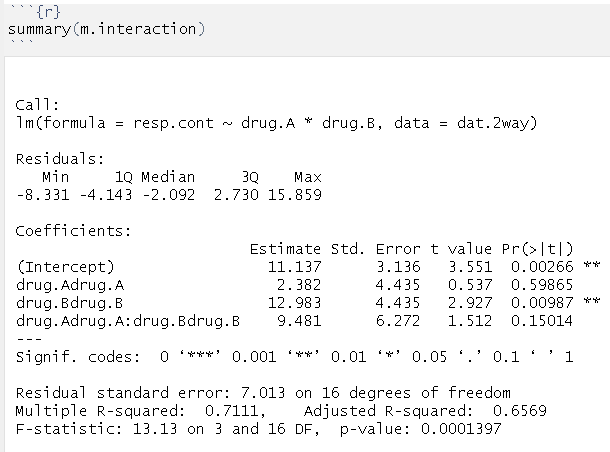 ```{r}
summary(m.interaction)
```
Call:
lm(formula = resp.cont ~ drug.A * drug.B, data = dat.2way)
Residuals:
Min 1Q Median 3Q Max
-8.331 -4.143 -2.092 2.730 15.859
Coefficients:
Estimate Std. Error t value Pr(>|t|)
(Intercept) 11.137 3.136 3.551 0.00266 **
drug.Adrug.A 2.382 4.435 0.537 0.59865
drug.Bdrug.B 12.983 4.435 2.927 0.00987 **
drug.Adrug.A:drug.Bdrug.B 9.481 6.272 1.512 0.15014
---
Signif. codes: 0 ‘***’ 0.001 ‘**’ 0.01 ‘*’ 0.05 ‘.’ 0.1 ‘ ’ 1
Residual standard error: 7.013 on 16 degrees of freedom
Multiple R-squared: 0.7111, Adjusted R-squared: 0.6569
F-statistic: 13.13 on 3 and 16 DF, p-value: 0.0001397